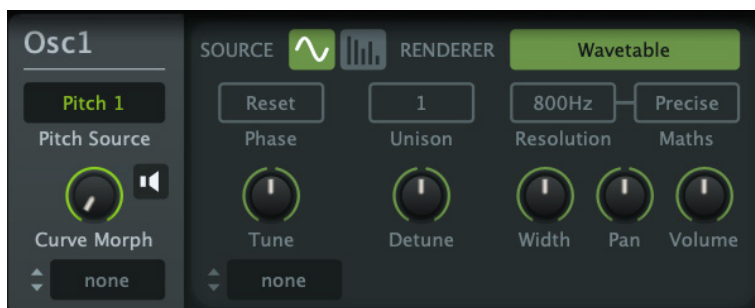 Osc1
SOURCE RENDERER Wavetable
Pitch 1 Reset 1 800Hz Precise
Pitch Source Phase Unison Resolution Maths
Curve Morph Tune Detune Width Pan Volume
none none